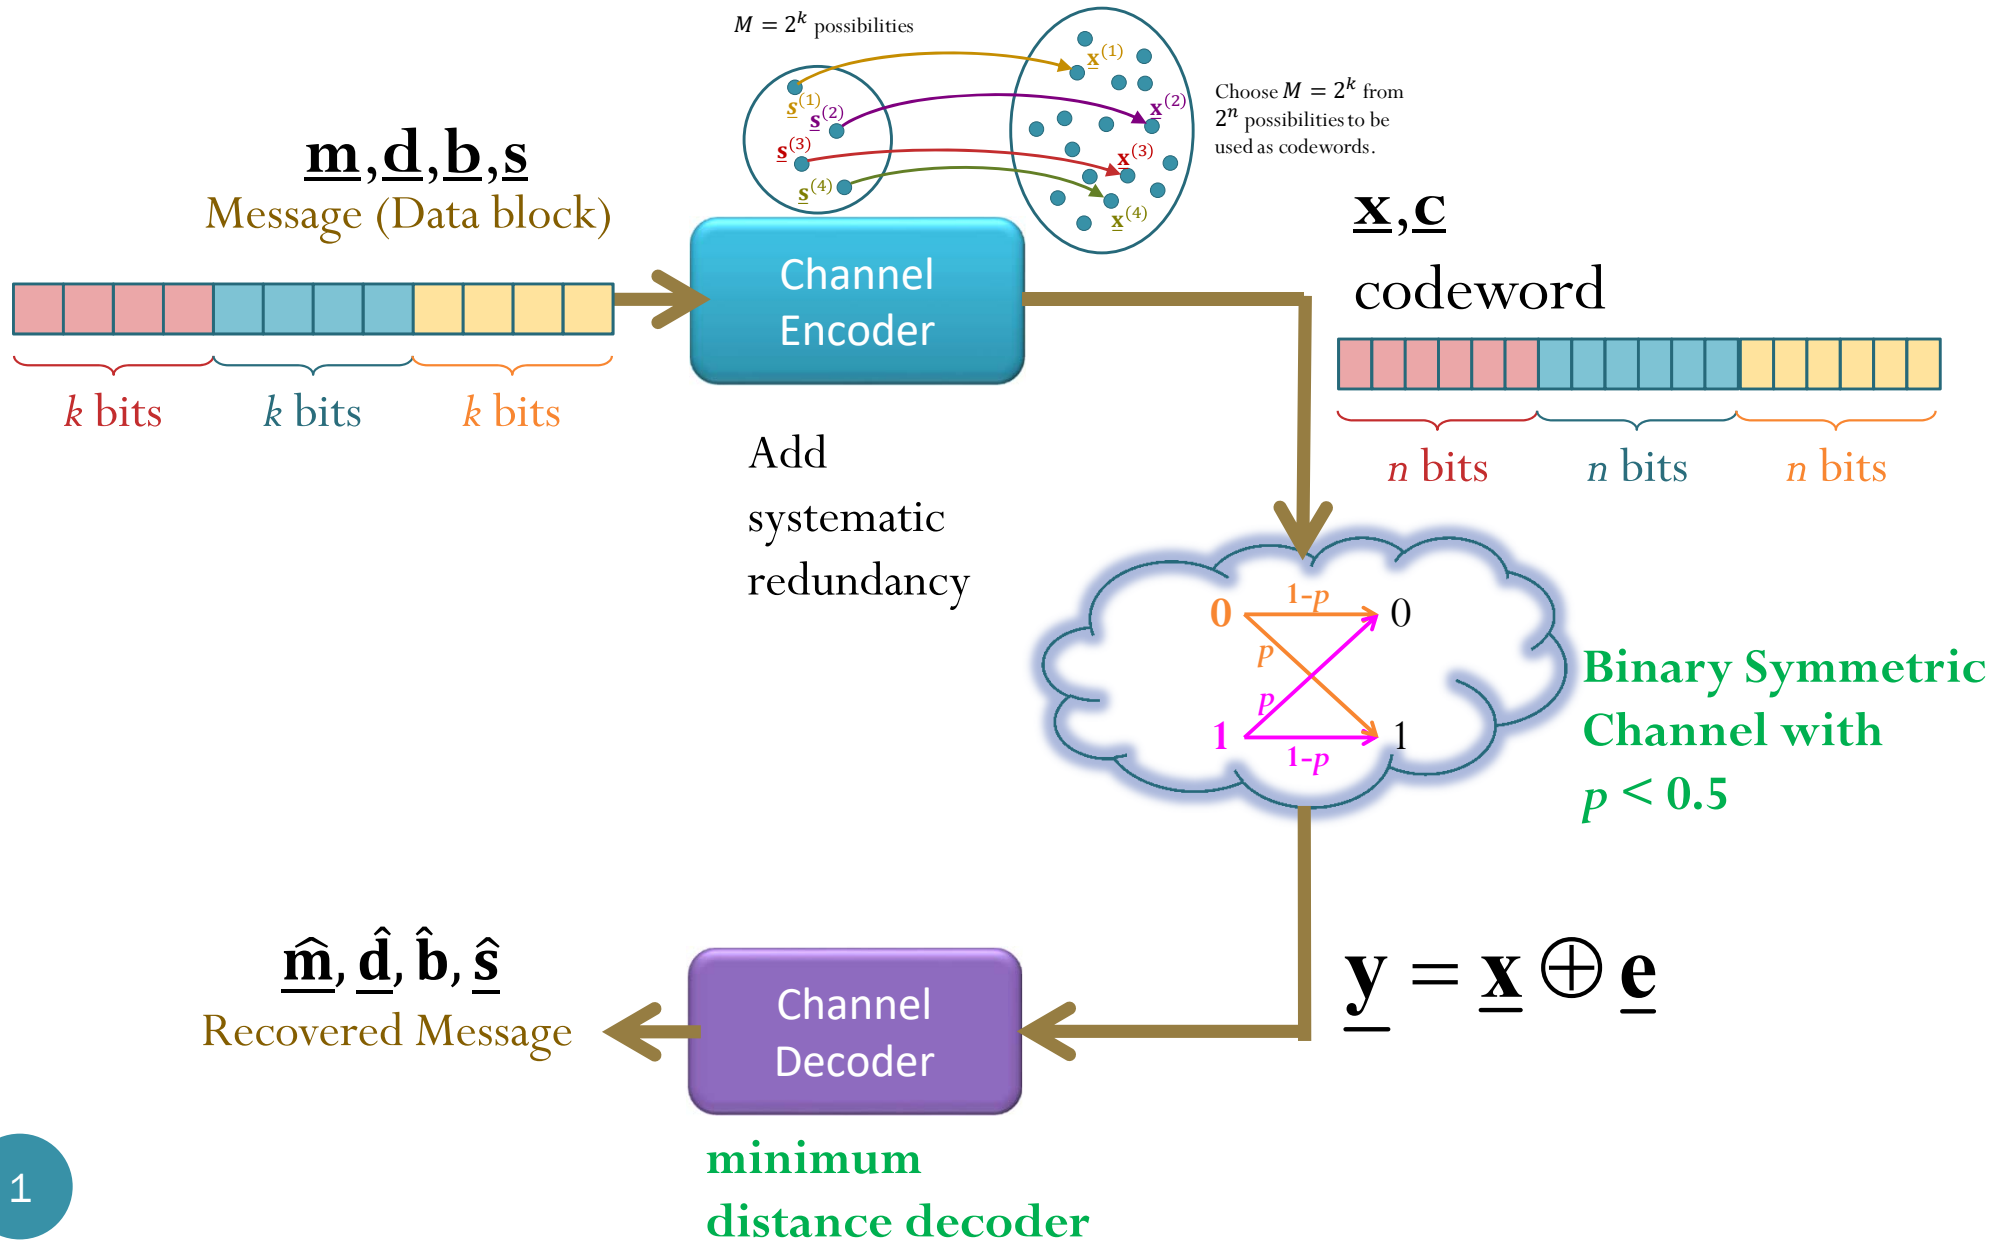 M = 2^k possibilities
s^(1)
s^(2)
s^(3)
s^(4)
x^(1)
x^(2)
x^(3)
x^(4)
Choose M = 2^k from
2^n possibilities to be
used as codewords.
m,d,b,s
Message (Data block)
k bits
k bits
k bits
Channel
Encoder
Add
systematic
redundancy
x,c
codeword
n bits
n bits
n bits
0
1-p
0
p
p
1
1-p
1
Binary Symmetric
Channel with
p < 0.5
y = x ⊕ e
Channel
Decoder
minimum
distance decoder
m̂, d̂, b̂, ŝ
Recovered Message
1